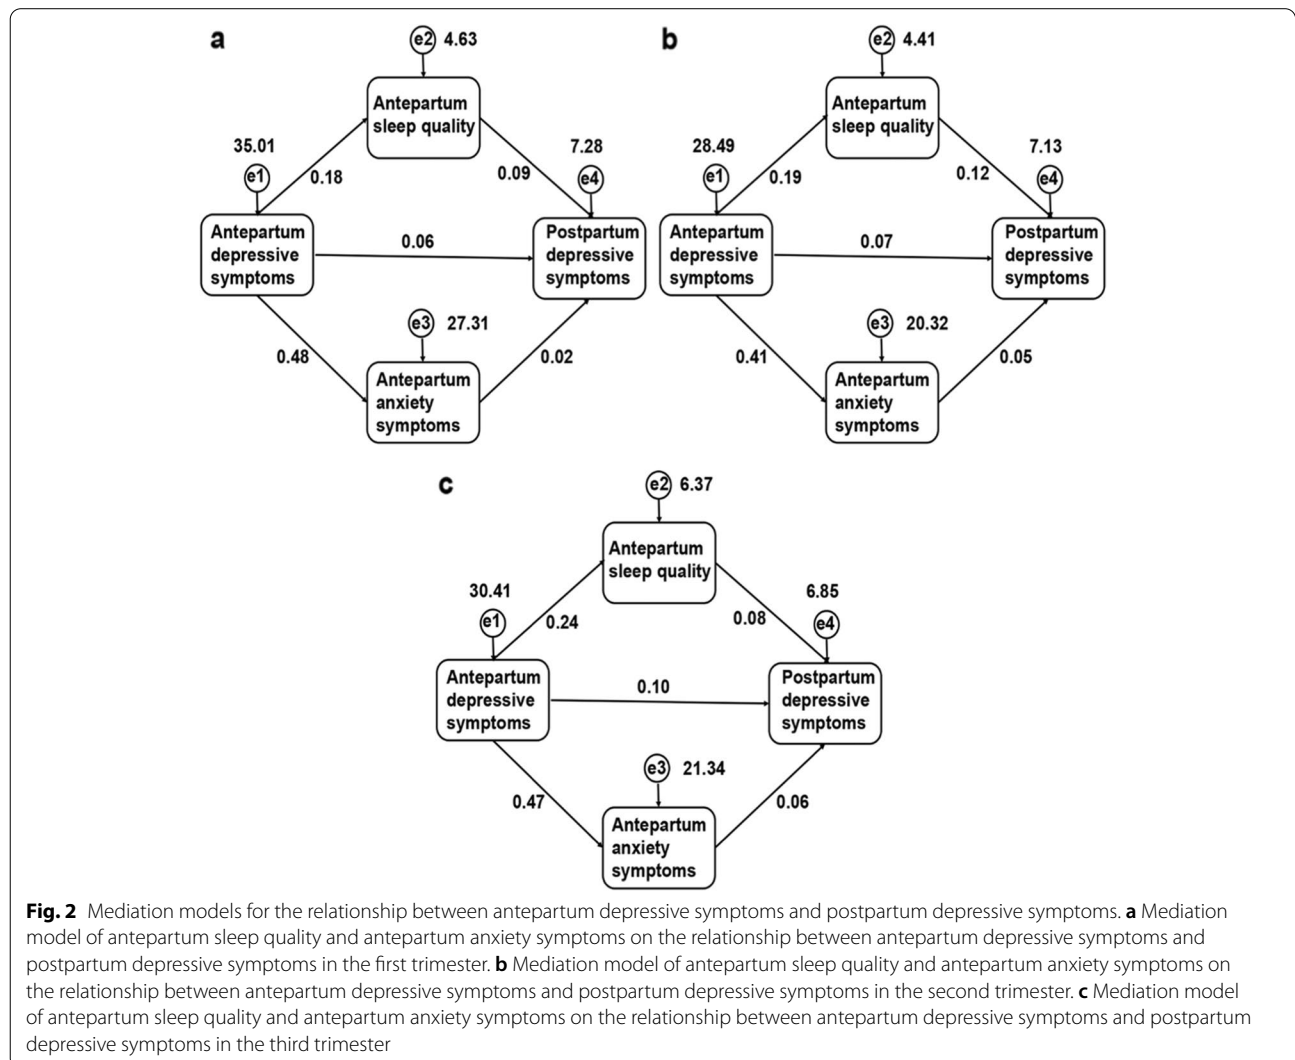 a
e2 4.63
Antepartum
sleep quality
35.01
e1
0.18
0.09
7.28
e4
Antepartum
depressive
symptoms
0.06
Postpartum
depressive
symptoms
e3 27.31
0.48
0.02
Antepartum
anxiety
symptoms
b
e2 4.41
Antepartum
sleep quality
28.49
e1
0.19
0.12
7.13
e4
Antepartum
depressive
symptoms
0.07
Postpartum
depressive
symptoms
e3 20.32
0.41
0.05
Antepartum
anxiety
symptoms
c
e2 6.37
Antepartum
sleep quality
30.41
e1
0.24
0.08
6.85
e4
Antepartum
depressive
symptoms
0.10
Postpartum
depressive
symptoms
e3 21.34
0.47
0.06
Antepartum
anxiety
symptoms
Fig. 2 Mediation models for the relationship between antepartum depressive symptoms and postpartum depressive symptoms. a Mediation
model of antepartum sleep quality and antepartum anxiety symptoms on the relationship between antepartum depressive symptoms and
postpartum depressive symptoms in the first trimester. b Mediation model of antepartum sleep quality and antepartum anxiety symptoms on
the relationship between antepartum depressive symptoms and postpartum depressive symptoms in the second trimester. c Mediation model
of antepartum sleep quality and antepartum anxiety symptoms on the relationship between antepartum depressive symptoms and postpartum
depressive symptoms in the third trimester